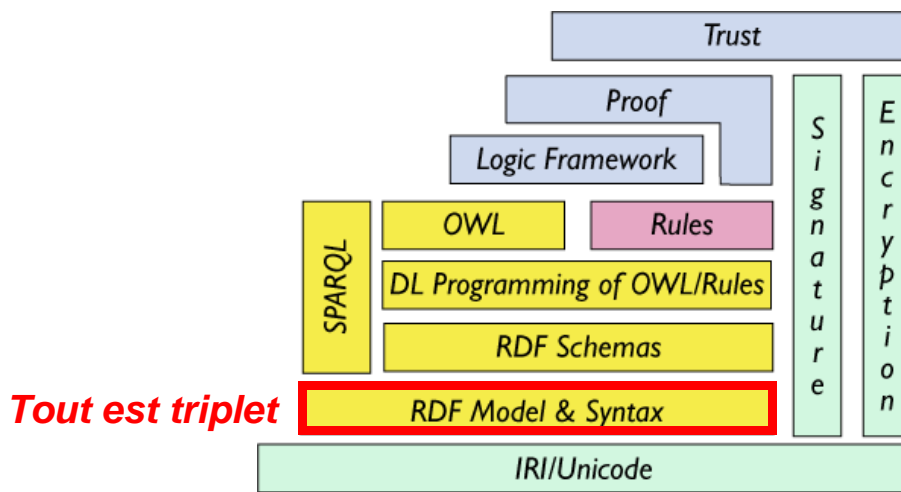 Trust
Proof
Logic Framework
Signature
Encryption
SPARQL
OWL
Rules
DL Programming of OWL/Rules
RDF Schemas
Tout est triplet
RDF Model & Syntax
IRI/Unicode